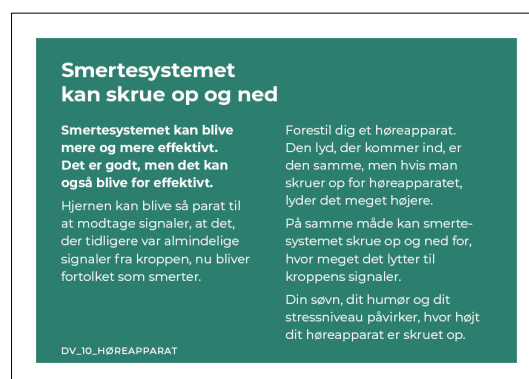 Smertesystemet
kan skrue op og ned
Smertesystemet kan blive
mere og mere effektivt.
Det er godt, men det kan
også blive for effektivt.
Hjernen kan blive så parat til
at modtage signaler, at det,
der tidligere var almindelige
signaler fra kroppen, nu bliver
fortolket som smerter.
Forestil dig et høreapparat.
Den lyd, der kommer ind, er
den samme, men hvis man
skruer op for høreapparatet,
lyder det meget højere.
På samme måde kan smerte-
systemet skrue op og ned for,
hvor meget det lytter til
kroppens signaler.
Din søvn, dit humør og dit
stressniveau påvirker, hvor højt
dit høreapparat er skruet op.
DV_10_HØREAPPARAT